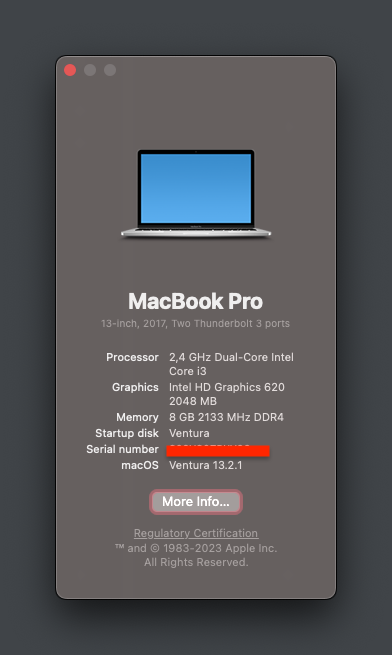 MacBook Pro
13-inch, 2017, Two Thunderbolt 3 ports
Processor 2,4 GHz Dual-Core Intel
Core i3
Graphics Intel HD Graphics 620
2048 MB
Memory 8 GB 2133 MHz DDR4
Startup disk Ventura
Serial number
macOS Ventura 13.2.1
More Info...
Regulatory Certification
™ and © 1983-2023 Apple Inc.
All Rights Reserved.